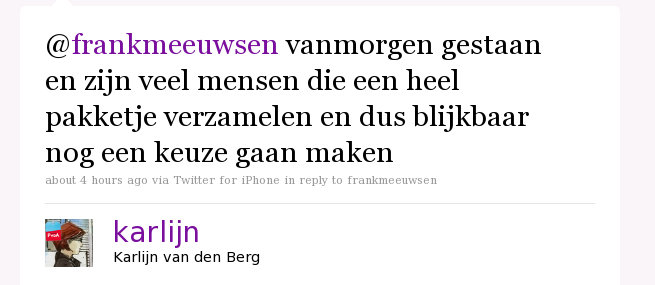 @frankmeeuwsen vanmorgen gestaan
en zijn veel mensen die een heel
pakketje verzamelen en dus blijkbaar
nog een keuze gaan maken
about 4 hours ago via Twitter for iPhone in reply to frankmeeuwsen
PvdA
karlijn
Karlijn van den Berg